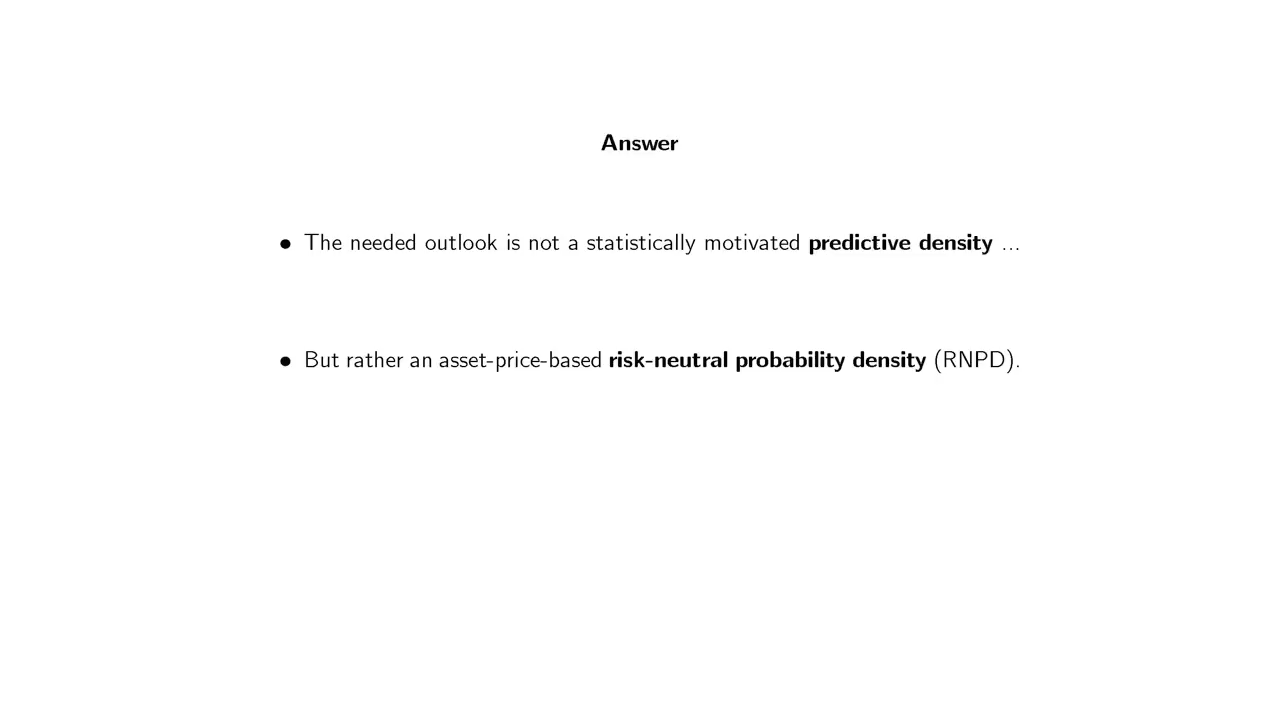 Answer
• The needed outlook is not a statistically motivated predictive density ...
• But rather an asset-price-based risk-neutral probability density (RNPD).